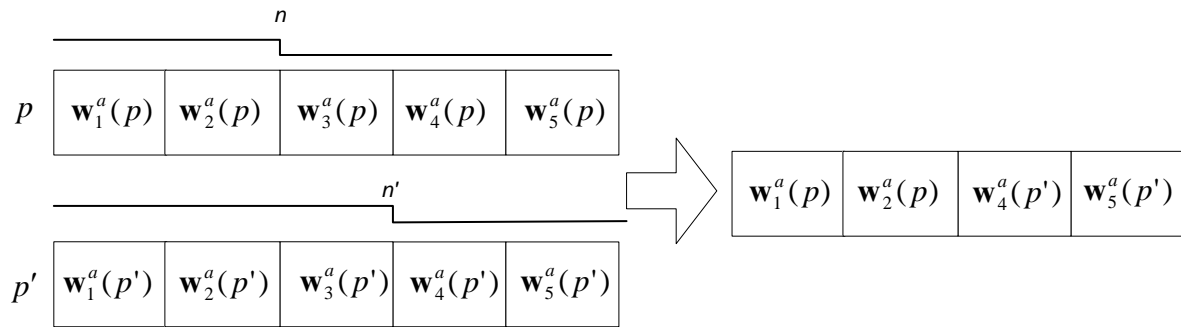 n
p w₁ᵃ(p) w₂ᵃ(p) w₃ᵃ(p) w₄ᵃ(p) w₅ᵃ(p)
n'
w₁ᵃ(p) w₂ᵃ(p) w₄ᵃ(p') w₅ᵃ(p')
p' w₁ᵃ(p') w₂ᵃ(p') w₃ᵃ(p') w₄ᵃ(p') w₅ᵃ(p')